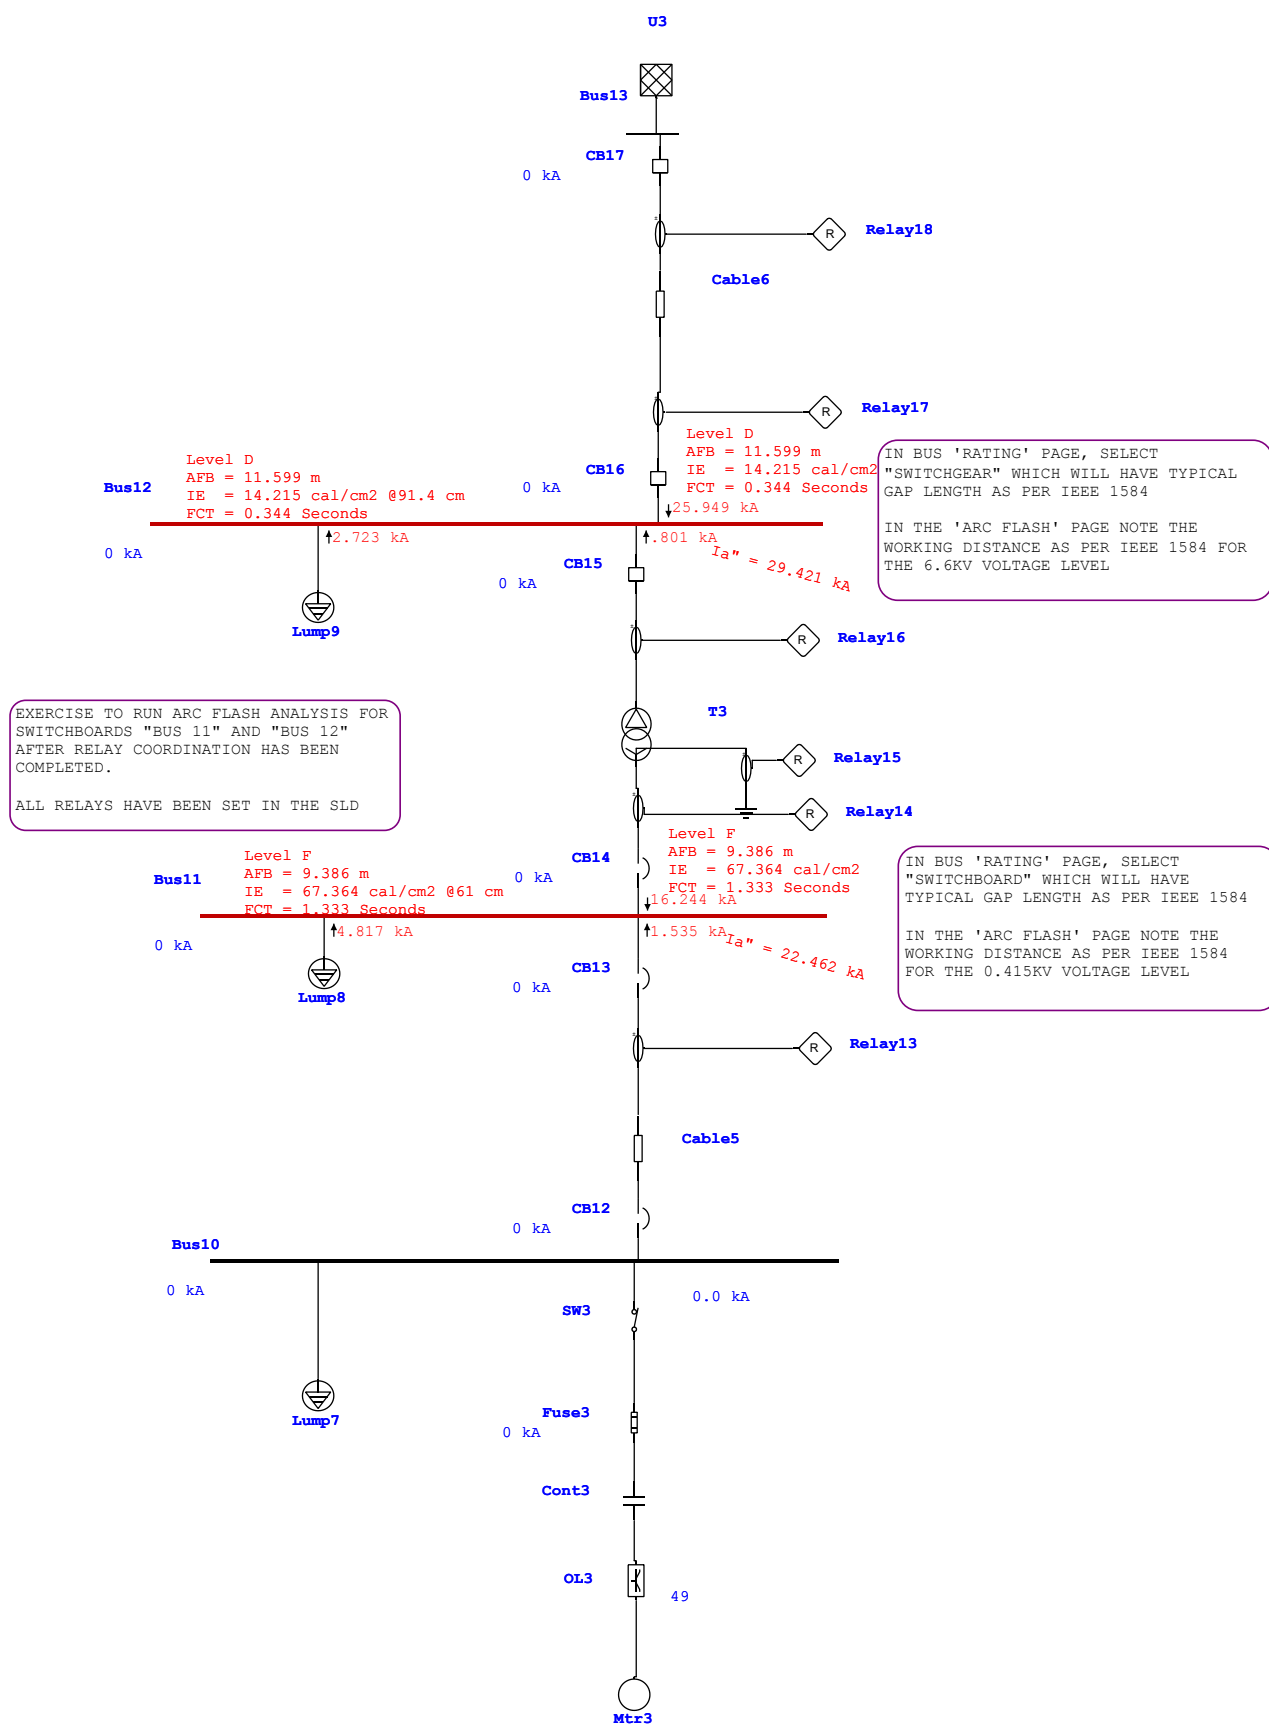 U3
Bus13
CB17
0 kA
R
Relay18
Cable6
R
Relay17
Level D
AFB = 11.599 m
IE  = 14.215 cal/cm2
FCT = 0.344 Seconds
CB16
0 kA
Level D
AFB = 11.599 m
IE  = 14.215 cal/cm2 @91.4 cm
FCT = 0.344 Seconds
Bus12
25.949 kA
IN BUS 'RATING' PAGE, SELECT
"SWITCHGEAR" WHICH WILL HAVE TYPICAL
GAP LENGTH AS PER IEEE 1584
IN THE 'ARC FLASH' PAGE NOTE THE
WORKING DISTANCE AS PER IEEE 1584 FOR
THE 6.6KV VOLTAGE LEVEL
0 kA
2.723 kA
.801 kA
Ia" = 29.421 kA
CB15
0 kA
Lump9
R
Relay16
T3
EXERCISE TO RUN ARC FLASH ANALYSIS FOR
SWITCHBOARDS "BUS 11" AND "BUS 12"
AFTER RELAY COORDINATION HAS BEEN
COMPLETED.
ALL RELAYS HAVE BEEN SET IN THE SLD
R
Relay15
R
Relay14
Level F
AFB = 9.386 m
IE  = 67.364 cal/cm2
FCT = 1.333 Seconds
CB14
0 kA
Level F
AFB = 9.386 m
IE  = 67.364 cal/cm2 @61 cm
FCT = 1.333 Seconds
Bus11
16.244 kA
IN BUS 'RATING' PAGE, SELECT
"SWITCHBOARD" WHICH WILL HAVE
TYPICAL GAP LENGTH AS PER IEEE 1584
IN THE 'ARC FLASH' PAGE NOTE THE
WORKING DISTANCE AS PER IEEE 1584
FOR THE 0.415KV VOLTAGE LEVEL
0 kA
4.817 kA
1.535 kA
Ia" = 22.462 kA
CB13
0 kA
Lump8
R
Relay13
Cable5
CB12
0 kA
Bus10
0 kA
0.0 kA
SW3
Lump7
Fuse3
0 kA
Cont3
OL3
49
Mtr3